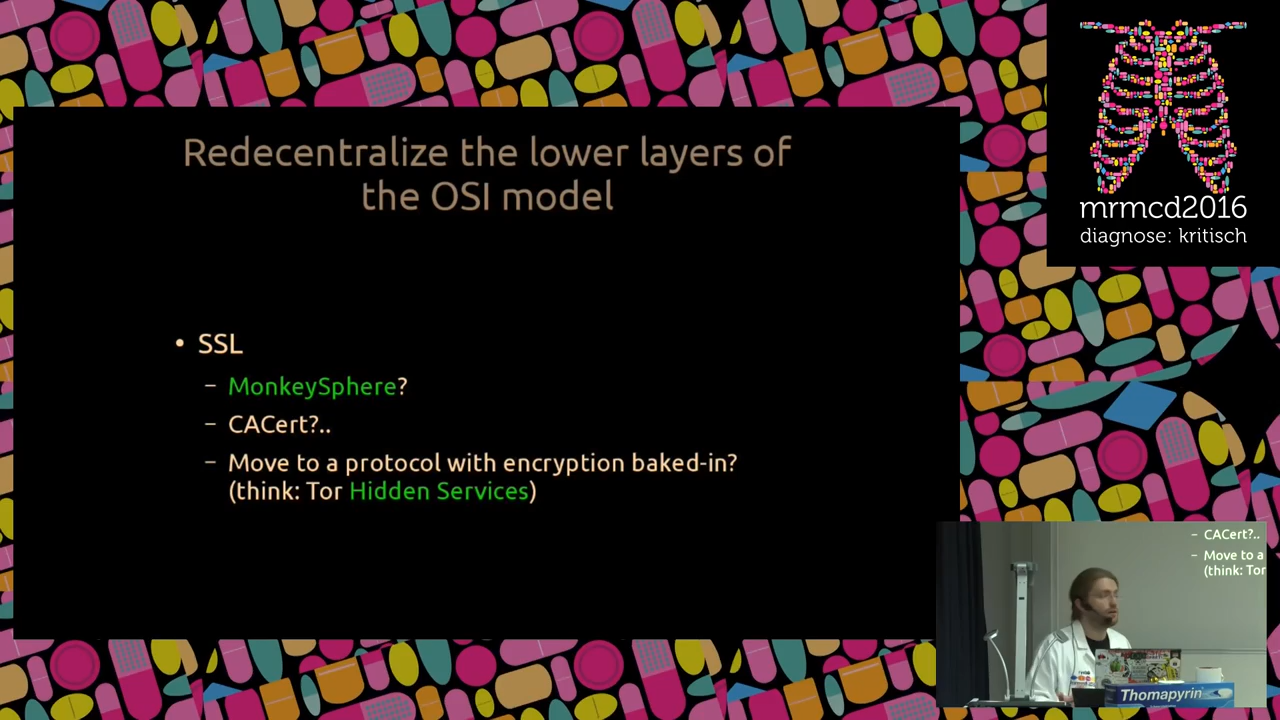 Redecentralize the lower layers of
the OSI model
• SSL
– MonkeySphere?
– CACert?..
– Move to a protocol with encryption baked-in?
(think: Tor Hidden Services)
mrmcd2016
diagnose: kritisch
– CACert?..
– Move to a
(think: Tor
Thomapyrin